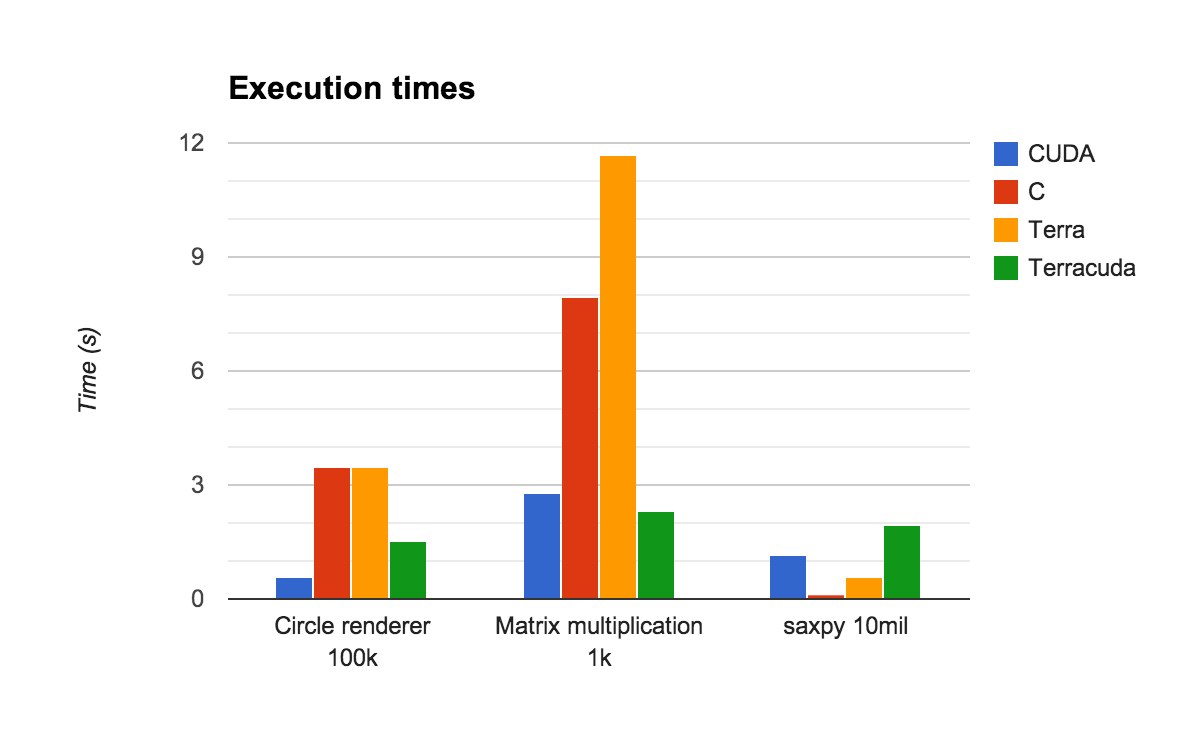 Execution times
12
9
6
3
0
Time (s)
CUDA
C
Terra
Terracuda
Circle renderer
100k
Matrix multiplication
1k
saxpy 10mil